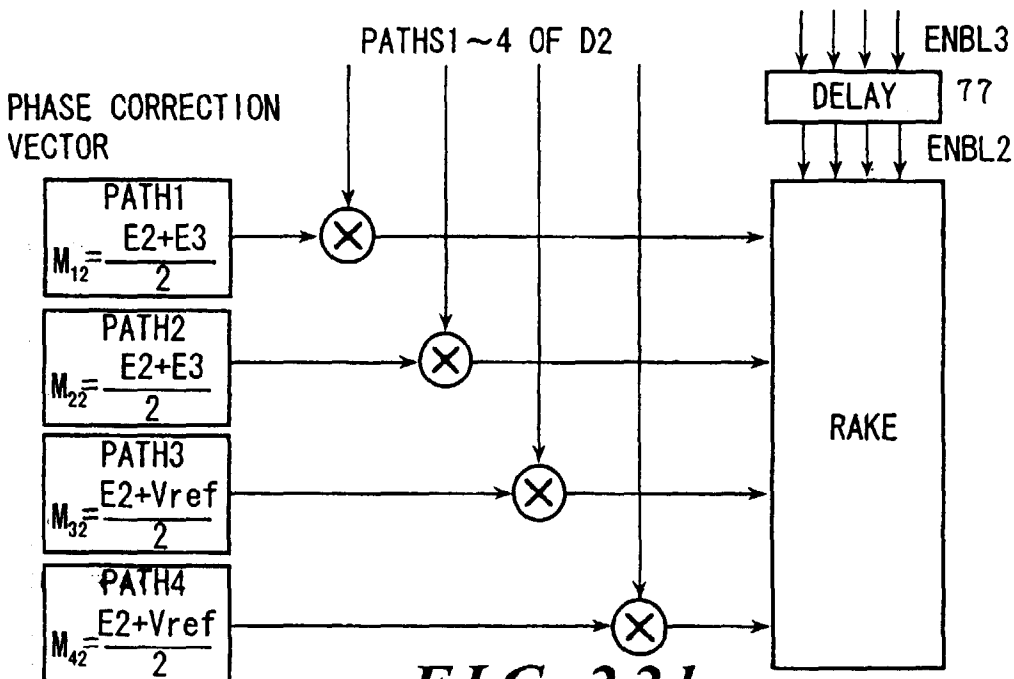 PATHS1~4 OF D2
ENBL3
DELAY 77
ENBL2
PHASE CORRECTION
VECTOR
PATH1
M12=E2+E3/2
PATH2
M22=E2+E3/2
PATH3
M32=E2+Vref/2
PATH4
M42=E2+Vref/2
RAKE